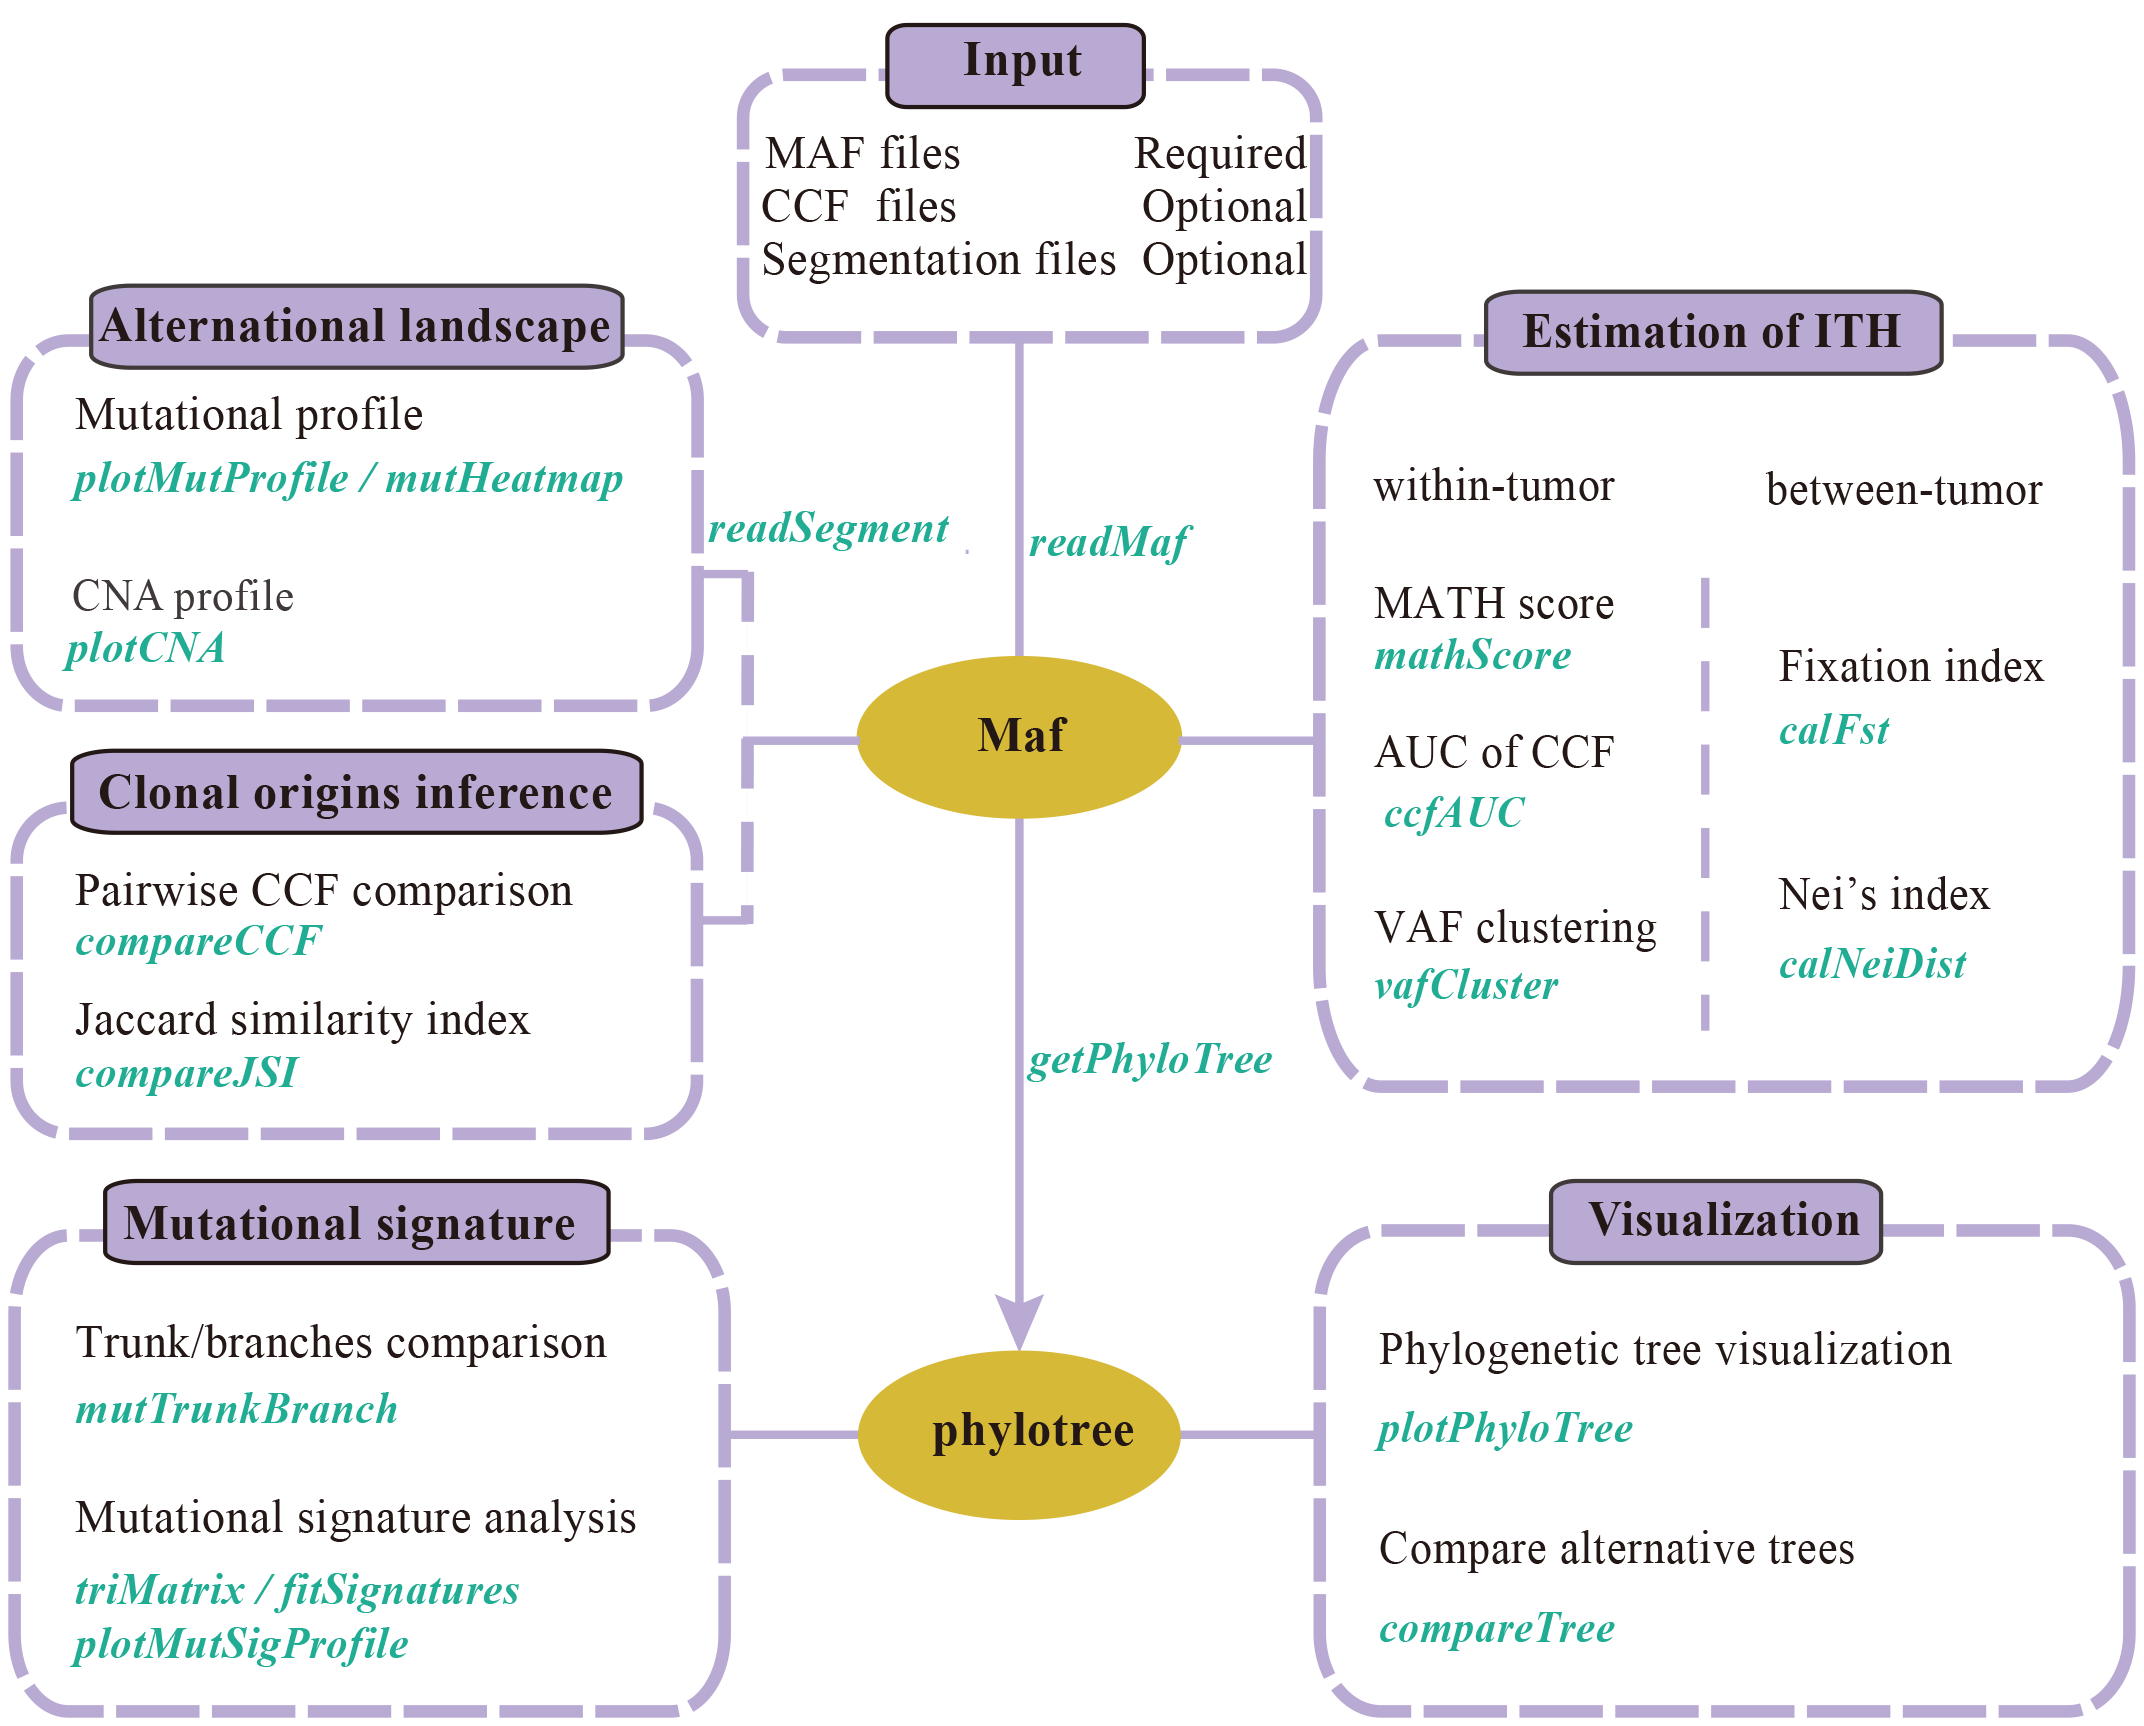 Input
MAF files Required
CCF files Optional
Segmentation files Optional
Alternational landscape
Mutational profile
plotMutProfile / mutHeatmap
CNA profile
plotCNA
readSegment
readMaf
Estimation of ITH
within-tumor
between-tumor
MATH score
mathScore
AUC of CCF
ccfAUC
VAF clustering
vafCluster
Fixation index
calFst
Nei’s index
calNeiDist
Maf
Clonal origins inference
Pairwise CCF comparison
compareCCF
Jaccard similarity index
compareJSI
getPhyloTree
Mutational signature
Trunk/branches comparison
mutTrunkBranch
Mutational signature analysis
triMatrix / fitSignatures
plotMutSigProfile
phylotree
Visualization
Phylogenetic tree visualization
plotPhyloTree
Compare alternative trees
compareTree